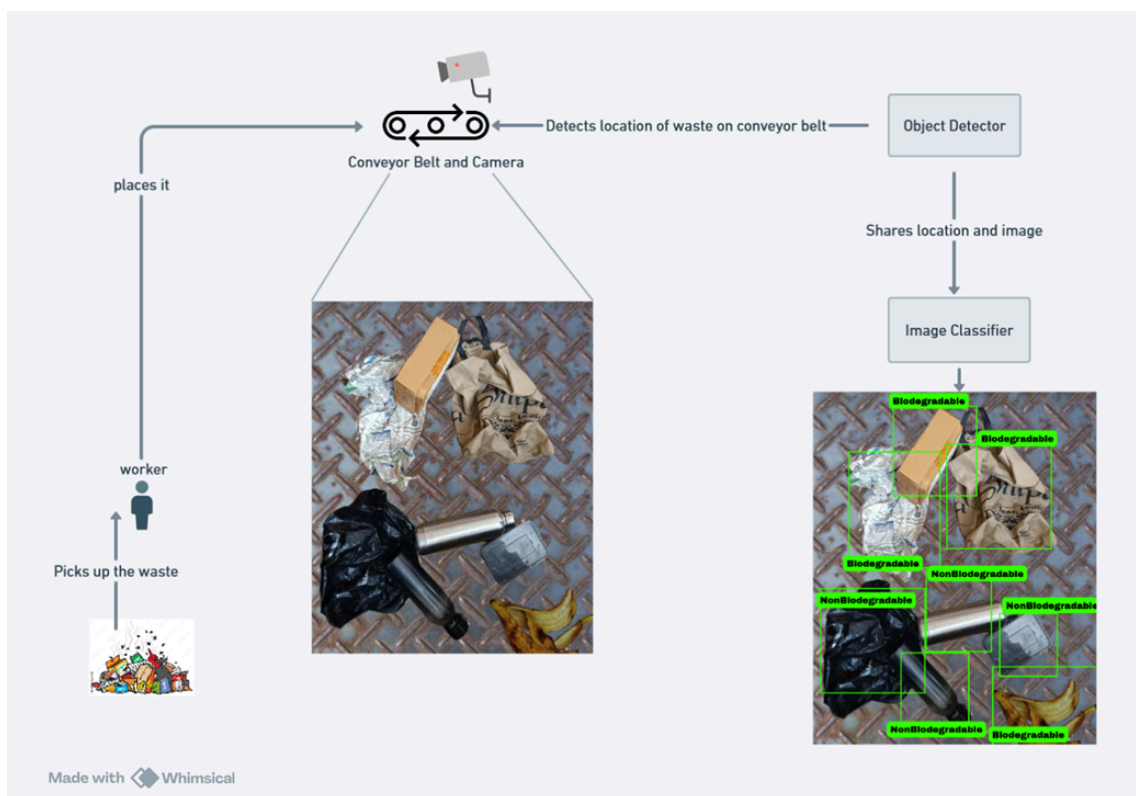 Conveyor Belt and Camera
Detects location of waste on conveyor belt
Object Detector
places it
Shares location and image
Image Classifier
worker
Picks up the waste
Biodegradable
Biodegradable
Biodegradable
NonBiodegradable
NonBiodegradable
NonBiodegradable
NonBiodegradable
Biodegradable
Made with Whimsical